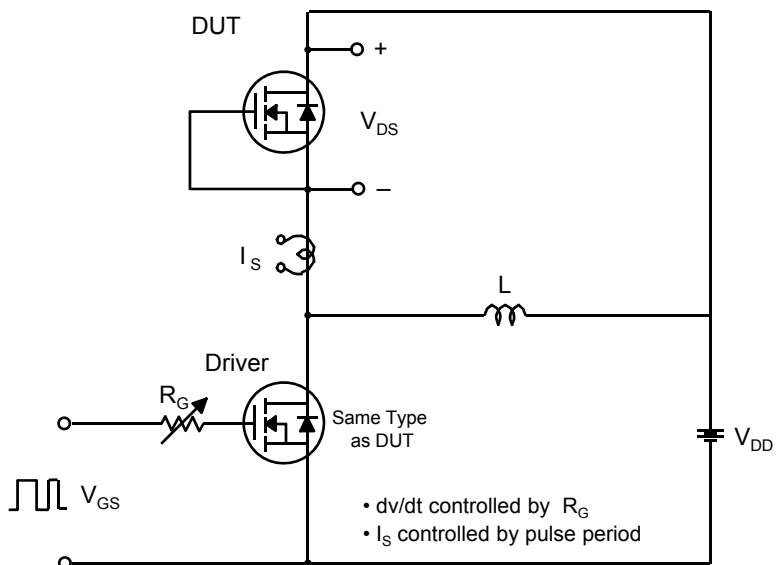 DUT
+
V_DS
–
I_S
L
Driver
R_G
Same Type
as DUT
V_DD
V_GS
• dv/dt controlled by R_G
• I_S controlled by pulse period